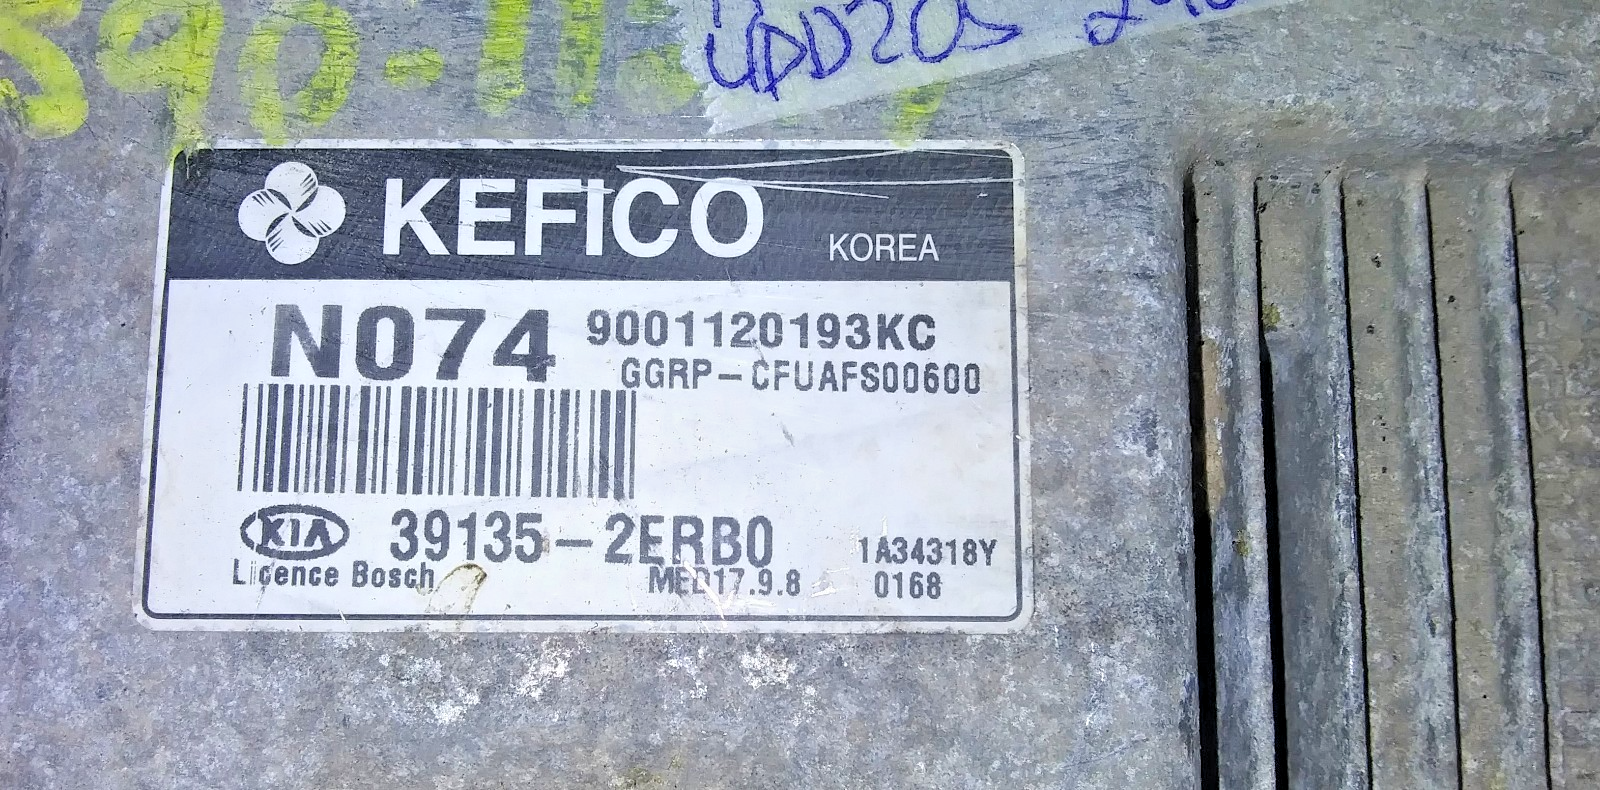 KEFICO KOREA
N074 9001120193KC
GGRP-CFUAFS00600
KIA 39135-2ERB0 1A34318Y
Licence Bosch MED17.9.8 0168